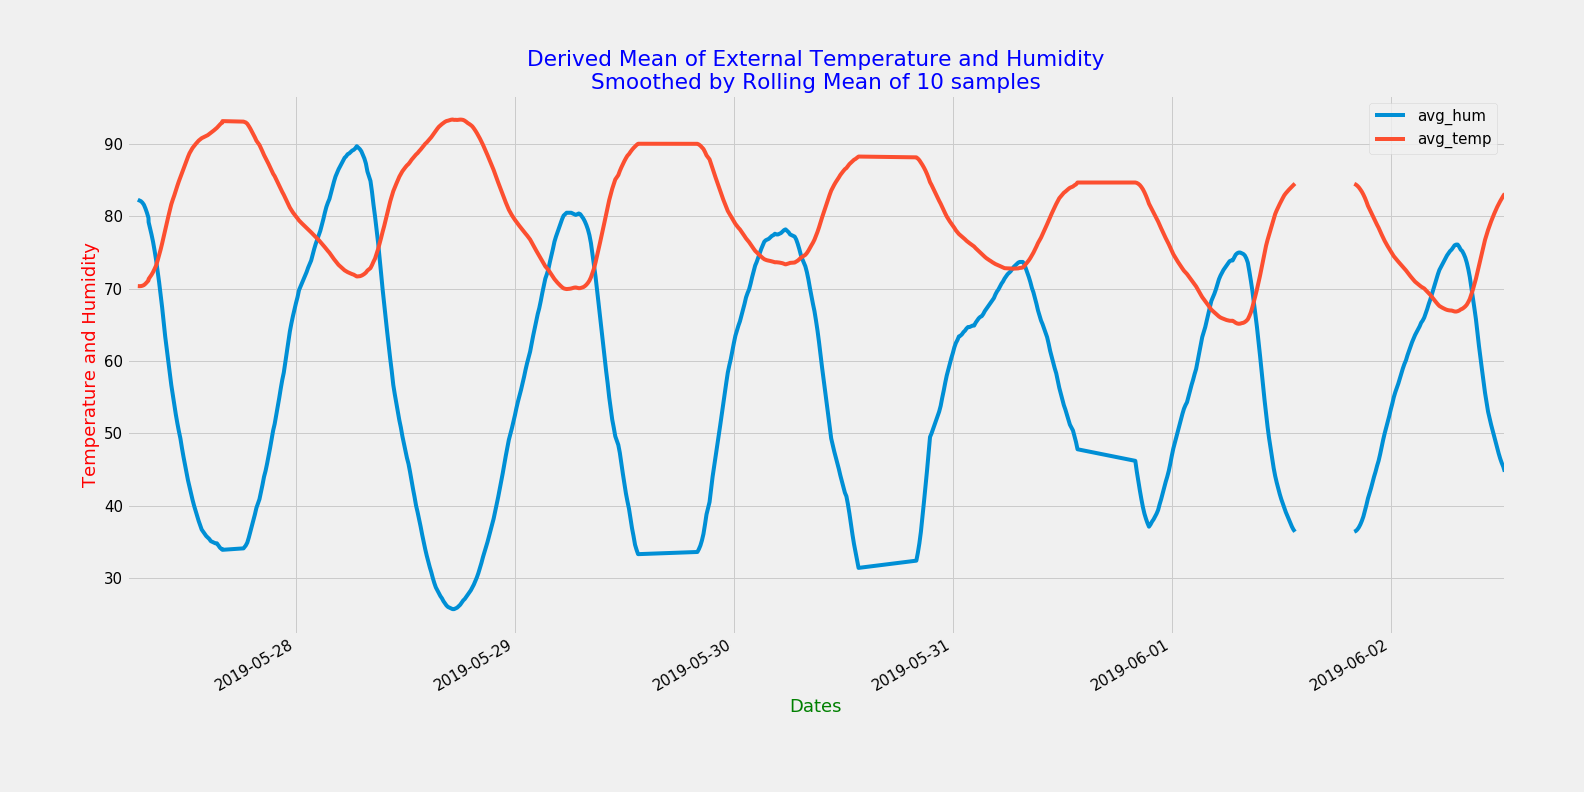 Derived Mean of External Temperature and Humidity
Smoothed by Rolling Mean of 10 samples
avg_hum
avg_temp
Temperature and Humidity
90
80
70
60
50
40
30
2019-05-28
2019-05-29
2019-05-30
2019-05-31
2019-06-01
2019-06-02
Dates